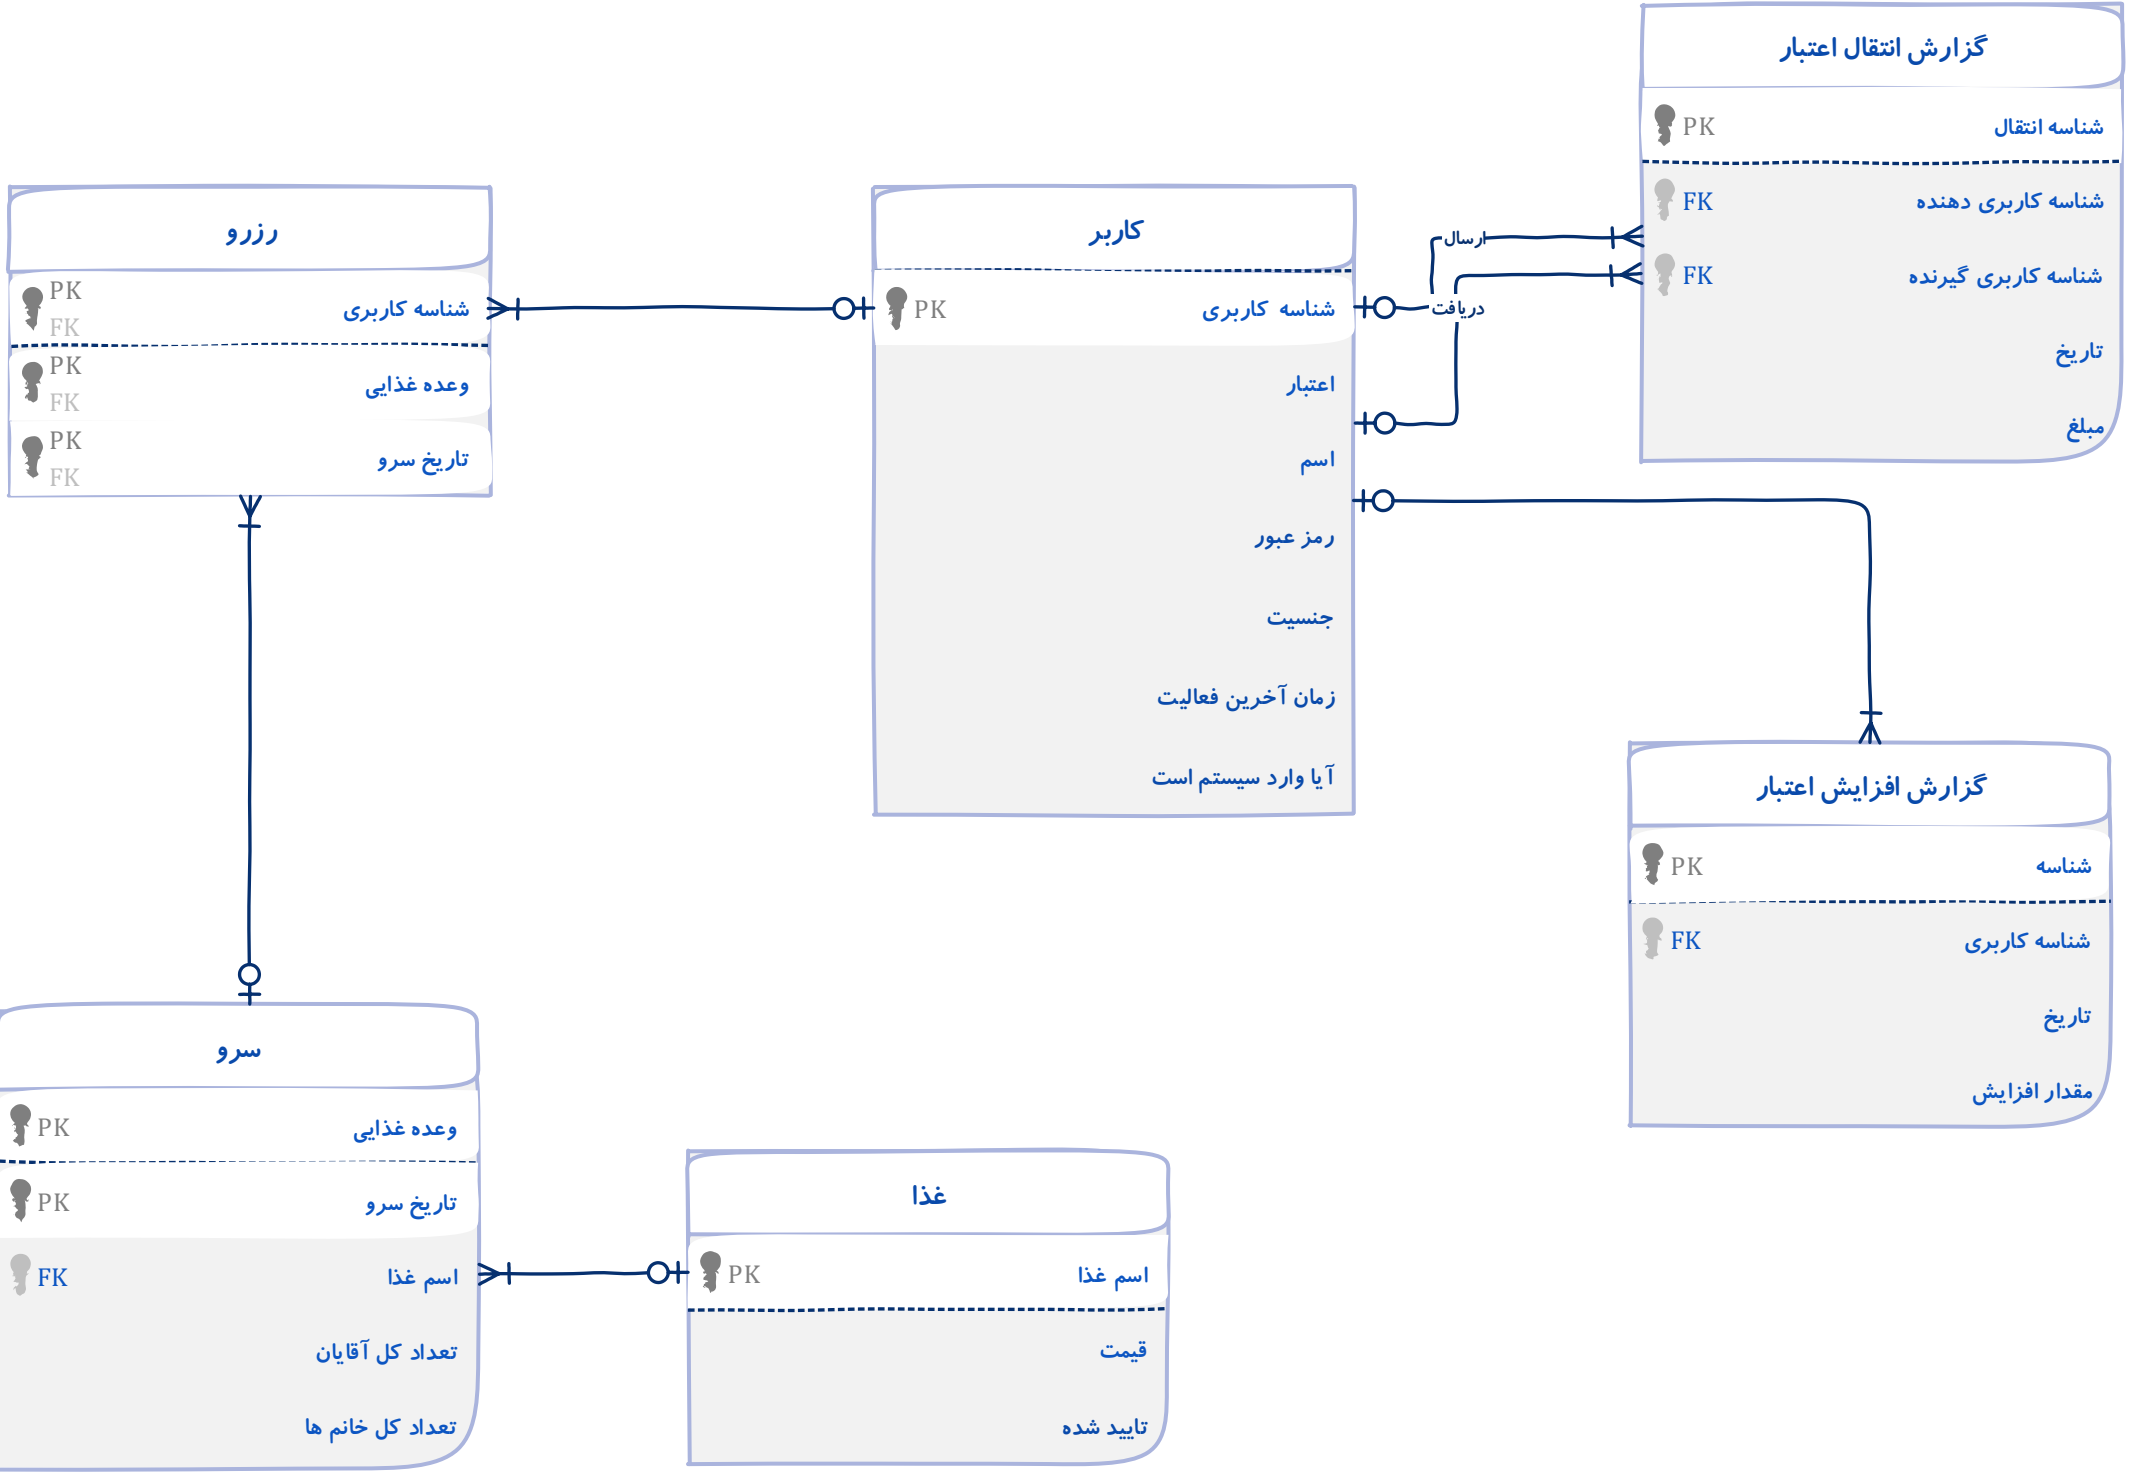 گزارش انتقال اعتبار
PK شناسه انتقال
FK شناسه کاربری دهنده
FK شناسه کاربری گیرنده
تاریخ
مبلغ
ارسال
دریافت
کاربر
PK شناسه کاربری
اعتبار
اسم
رمز عبور
جنسیت
زمان آخرین فعالیت
آیا وارد سیستم است
رزرو
PK
FK
شناسه کاربری
PK
FK
وعده غذایی
PK
FK
تاریخ سرو
گزارش افزایش اعتبار
PK شناسه
FK شناسه کاربری
تاریخ
مقدار افزایش
سرو
PK وعده غذایی
PK تاریخ سرو
FK اسم غذا
تعداد کل آقایان
تعداد کل خانم ها
غذا
PK اسم غذا
قیمت
تایید شده